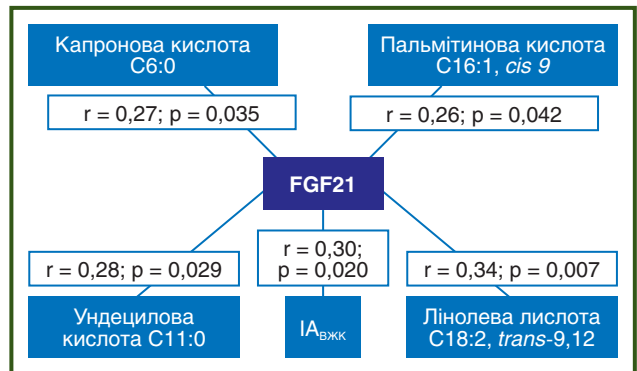 Капронова кислота
C6:0
Пальмітинова кислота
C16:1, cis 9
r = 0,27; p = 0,035
r = 0,26; p = 0,042
FGF21
r = 0,30;
p = 0,020
r = 0,28; p = 0,029
r = 0,34; p = 0,007
Ундецилова
кислота C11:0
ІАВЖК
Лінолева лислота
C18:2, trans-9,12